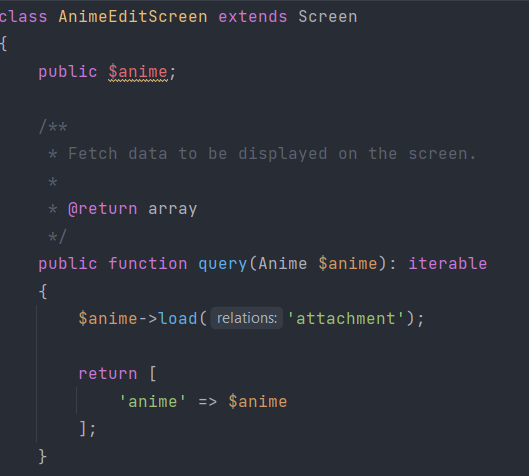 class AnimeEditScreen extends Screen
{
    public $anime;

    /**
     * Fetch data to be displayed on the screen.
     *
     * @return array
     */
    public function query(Anime $anime): iterable
    {
        $anime->load( relations: 'attachment');

        return [
            'anime' => $anime
        ];
    }